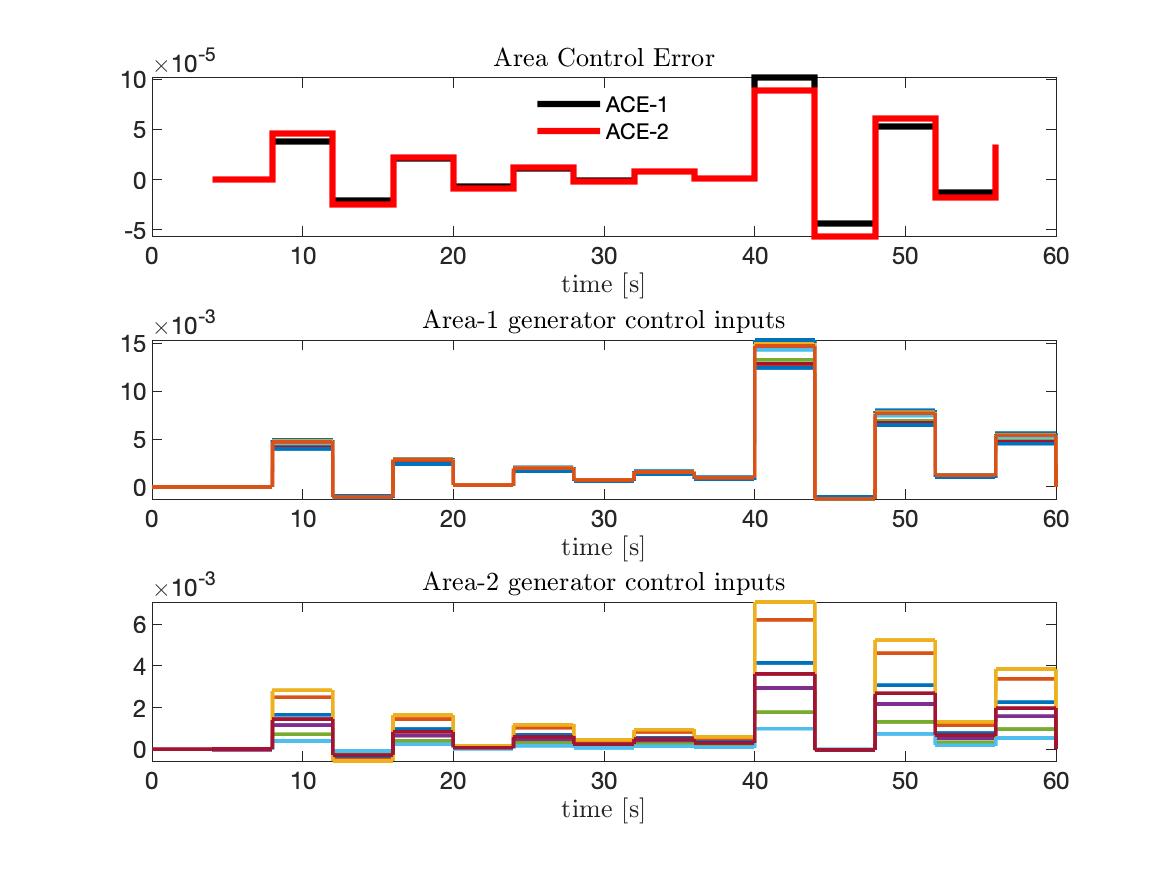 Area Control Error
×10-5
10
5
0
-5
ACE-1
ACE-2
0 10 20 30 40 50 60
time [s]
Area-1 generator control inputs
×10-3
15
10
5
0
0 10 20 30 40 50 60
time [s]
Area-2 generator control inputs
×10-3
6
4
2
0
0 10 20 30 40 50 60
time [s]